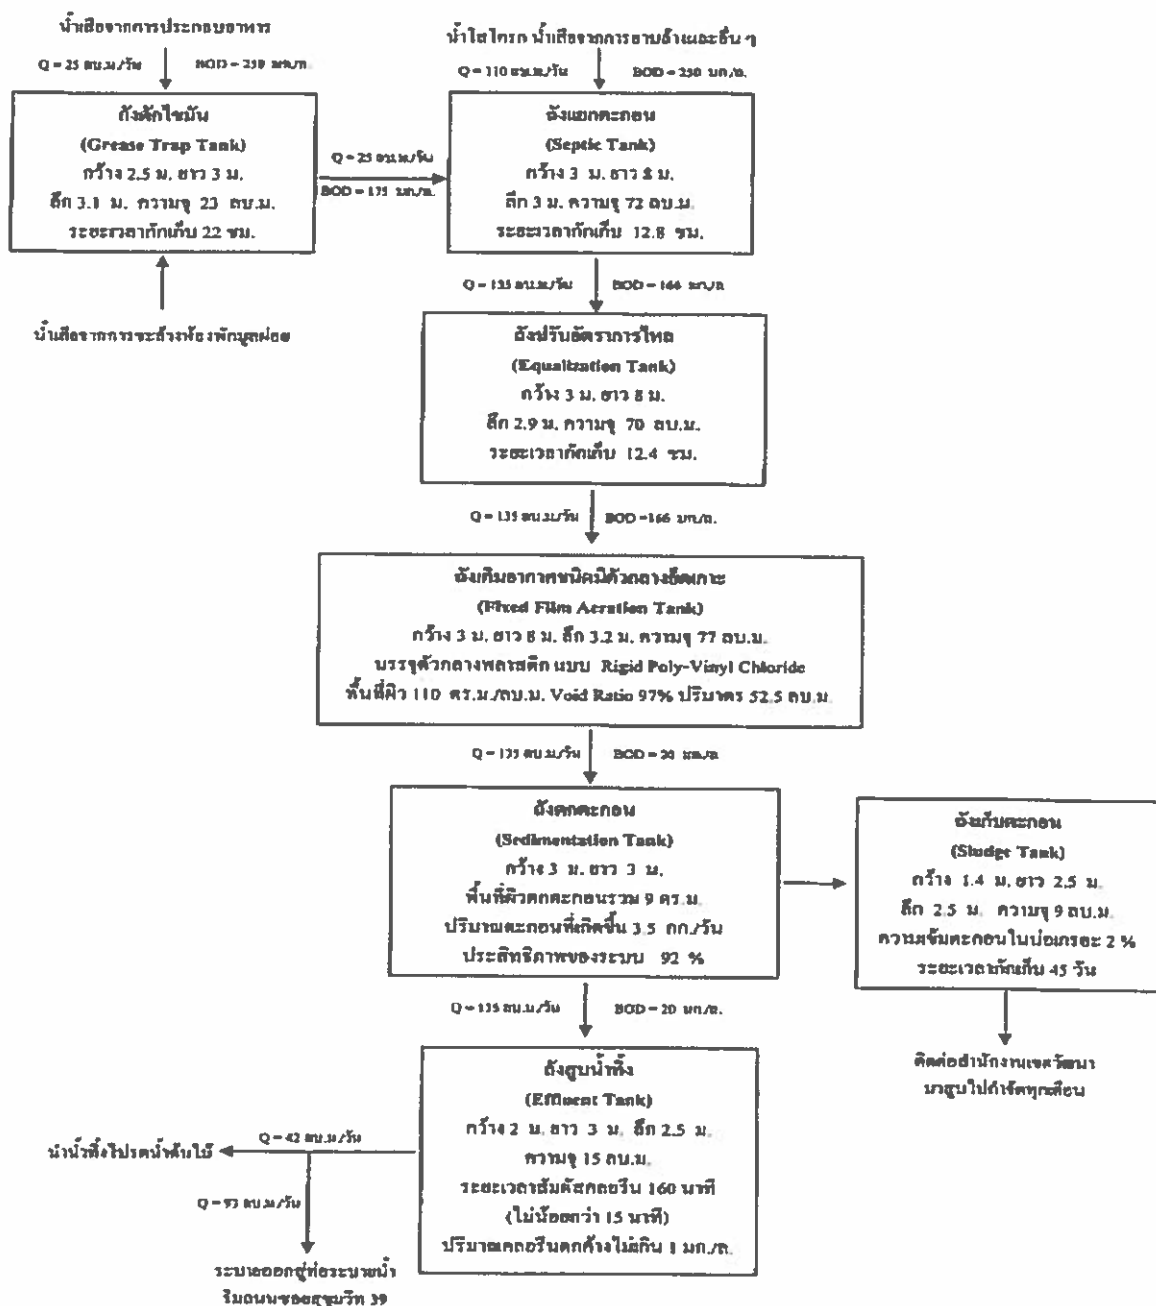 น้ำเสียจากการประกอบอาหาร
Q = 25 ลบ.ม./วัน BOD = 250 มก./ล.
ถังดักไขมัน
(Grease Trap Tank)
กว้าง 2.5 ม. ยาว 3 ม.
ลึก 3.1 ม. ความจุ 23 ลบ.ม.
ระยะเวลากักเก็บ 22 ชม.
น้ำเสียจากการชะล้างห้องพักมูลฝอย
Q = 25 ลบ.ม./วัน
BOD = 175 มก./ล.
น้ำโสโครก น้ำเสียจากการอาบล้างและอื่น ๆ
Q = 110 ลบ.ม./วัน BOD = 250 มก./ล.
ถังแยกตะกอน
(Septic Tank)
กว้าง 3 ม. ยาว 8 ม.
ลึก 3 ม. ความจุ 72 ลบ.ม.
ระยะเวลากักเก็บ 12.8 ชม.
Q = 135 ลบ.ม./วัน BOD = 166 มก./ล
ถังปรับอัตราการไหล
(Equalization Tank)
กว้าง 3 ม. ยาว 8 ม.
ลึก 2.9 ม. ความจุ 70 ลบ.ม.
ระยะเวลากักเก็บ 12.4 ชม.
Q = 135 ลบ.ม./วัน BOD =166 มก./ล.
ถังเติมอากาศชนิดมีตัวกลางยึดเกาะ
(Fixed Film Aeration Tank)
กว้าง 3 ม. ยาว 8 ม. ลึก 3.2 ม. ความจุ 77 ลบ.ม.
บรรจุตัวกลางพลาสติก แบบ Rigid Poly-Vinyl Chloride
พื้นที่ผิว 110 ตร.ม./ลบ.ม. Void Ratio 97% ปริมาตร 52.5 ลบ.ม.
Q = 135 ลบ.ม./วัน BOD = 20 มก./ล
ถังตกตะกอน
(Sedimentation Tank)
กว้าง 3 ม. ยาว 3 ม.
พื้นที่ผิวตกตะกอนรวม 9 ตร.ม.
ปริมาณตะกอนที่เกิดขึ้น 3.5 กก./วัน
ประสิทธิภาพของระบบ 92 %
ถังเก็บตะกอน
(Sludge Tank)
กว้าง 1.4 ม. ยาว 2.5 ม.
ลึก 2.5 ม. ความจุ 9 ลบ.ม.
ความเข้มตะกอนในบ่อเกรอะ 2 %
ระยะเวลากักเก็บ 45 วัน
ติดต่อสำนักงานเขตวัฒนา
มาสูบไปกำจัดทุกเดือน
Q = 135 ลบ.ม./วัน BOD = 20 มก./ล.
ถังสูบน้ำทิ้ง
(Effluent Tank)
กว้าง 2 ม. ยาว 3 ม. ลึก 2.5 ม.
ความจุ 15 ลบ.ม.
ระยะเวลาสัมผัสคลอรีน 160 นาที
(ไม่น้อยกว่า 15 นาที)
ปริมาณคลอรีนตกค้างไม่เกิน 1 มก./ล.
Q = 42 ลบ.ม./วัน
นำน้ำทิ้งไปรดน้ำต้นไม้
Q = 93 ลบ.ม./วัน
ระบายออกสู่ท่อระบายน้ำ
ริมถนนซอยสุขุมวิท 39